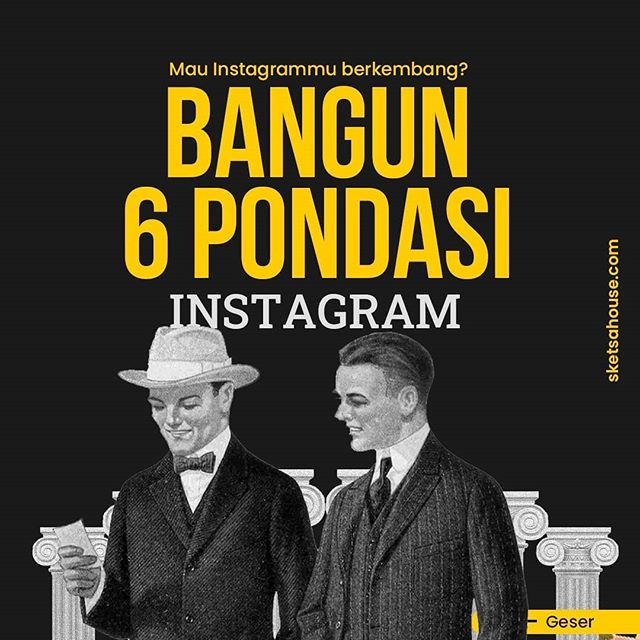 Mau Instagrammu berkembang?
BANGUN
6 PONDASI
INSTAGRAM
sketsahouse.com
Geser